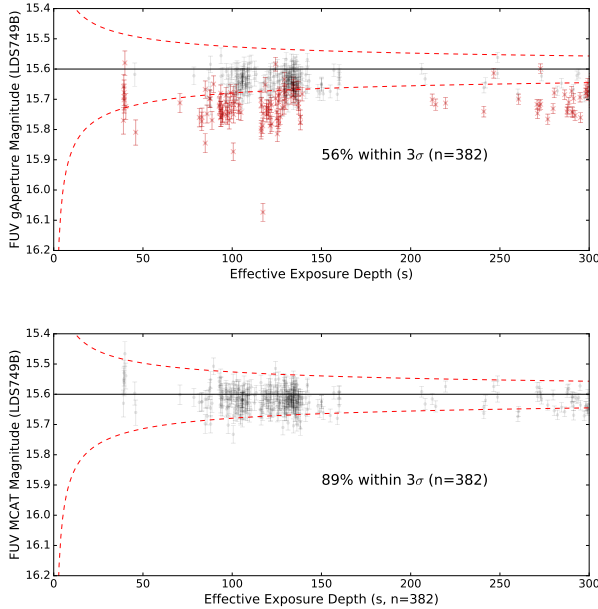 FUV gAperture Magnitude (LDS749B)
15.4
15.5
15.6
15.7
15.8
15.9
16.0
16.1
16.2
56% within 3σ (n=382)
0 50 100 150 200 250 300
Effective Exposure Depth (s)
FUV MCAT Magnitude (LDS749B)
15.4
15.5
15.6
15.7
15.8
15.9
16.0
16.1
16.2
89% within 3σ (n=382)
0 50 100 150 200 250 300
Effective Exposure Depth (s, n=382)